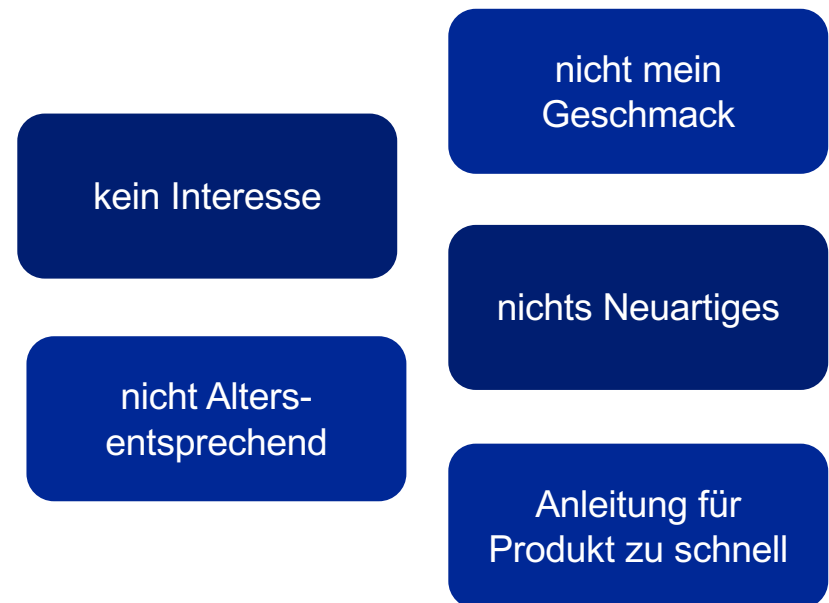 kein Interesse
nicht Alters-
entsprechend
nicht mein
Geschmack
nichts Neuartiges
Anleitung für
Produkt zu schnell